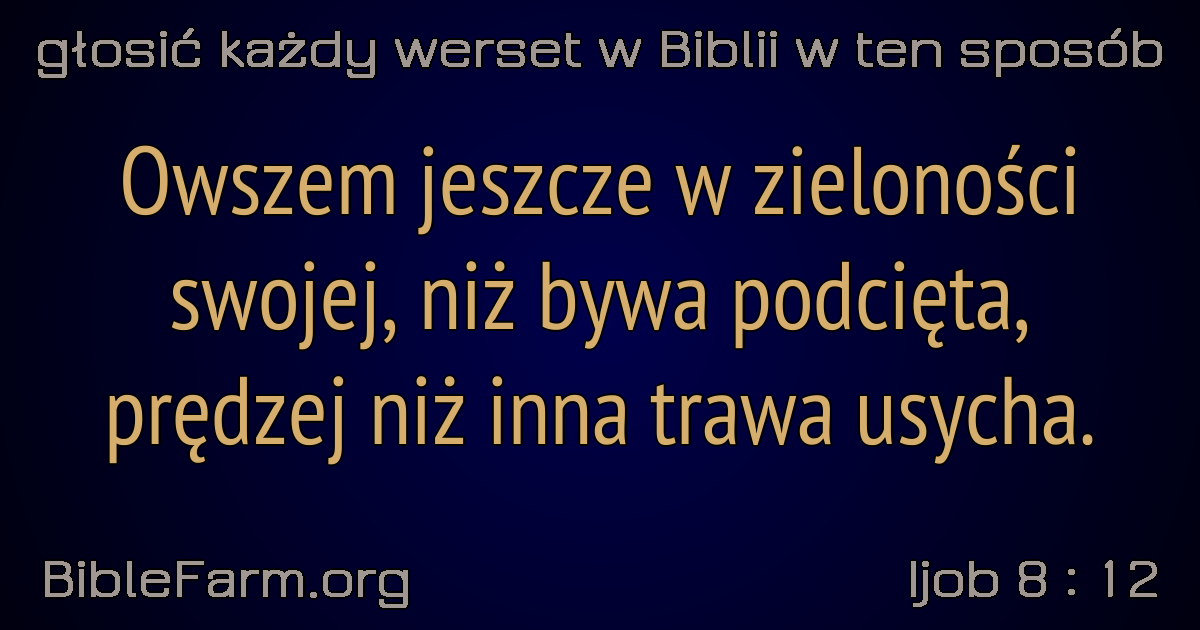 głosić każdy werset w Biblii w ten sposób
Owszem jeszcze w zieloności
swojej, niż bywa podcięta,
prędzej niż inna trawa usycha.
BibleFarm.org
Ijob 8 : 12